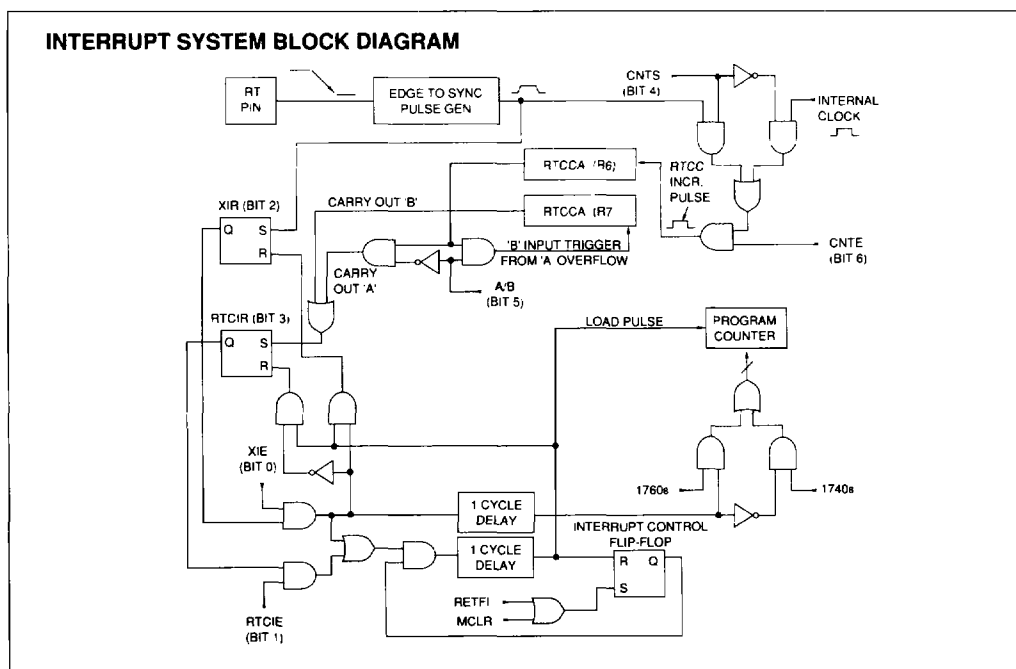 INTERRUPT SYSTEM BLOCK DIAGRAM
RT
PIN
EDGE TO SYNC
PULSE GEN
CNTS
(BIT 4)
INTERNAL
CLOCK
RTCCA (R6)
RTCC
INCR.
PULSE
XIR (BIT 2)
CARRY OUT 'B'
RTCCA (R7
Q
S
R
'B' INPUT TRIGGER
FROM 'A OVERFLOW
CNTE
(BIT 6)
CARRY
OUT 'A'
A/B
(BIT 5)
RTCIR (BIT 3)
Q
S
R
LOAD PULSE
PROGRAM
COUNTER
XIE
(BIT 0)
1760₈
1740₈
1 CYCLE
DELAY
INTERRUPT CONTROL
FLIP-FLOP
1 CYCLE
DELAY
R
Q
S
RETFI
MCLR
RTCIE
(BIT 1)